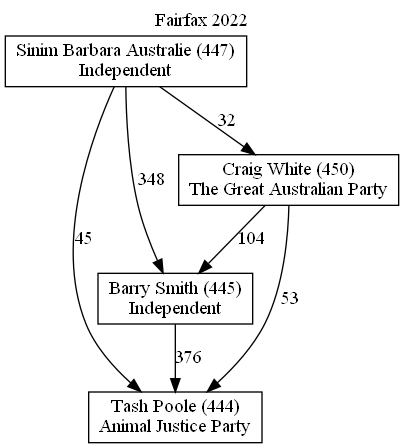 Fairfax 2022
Sinim Barbara Australie (447)
Independent
32
Craig White (450)
The Great Australian Party
348
45
104
Barry Smith (445)
Independent
53
376
Tash Poole (444)
Animal Justice Party